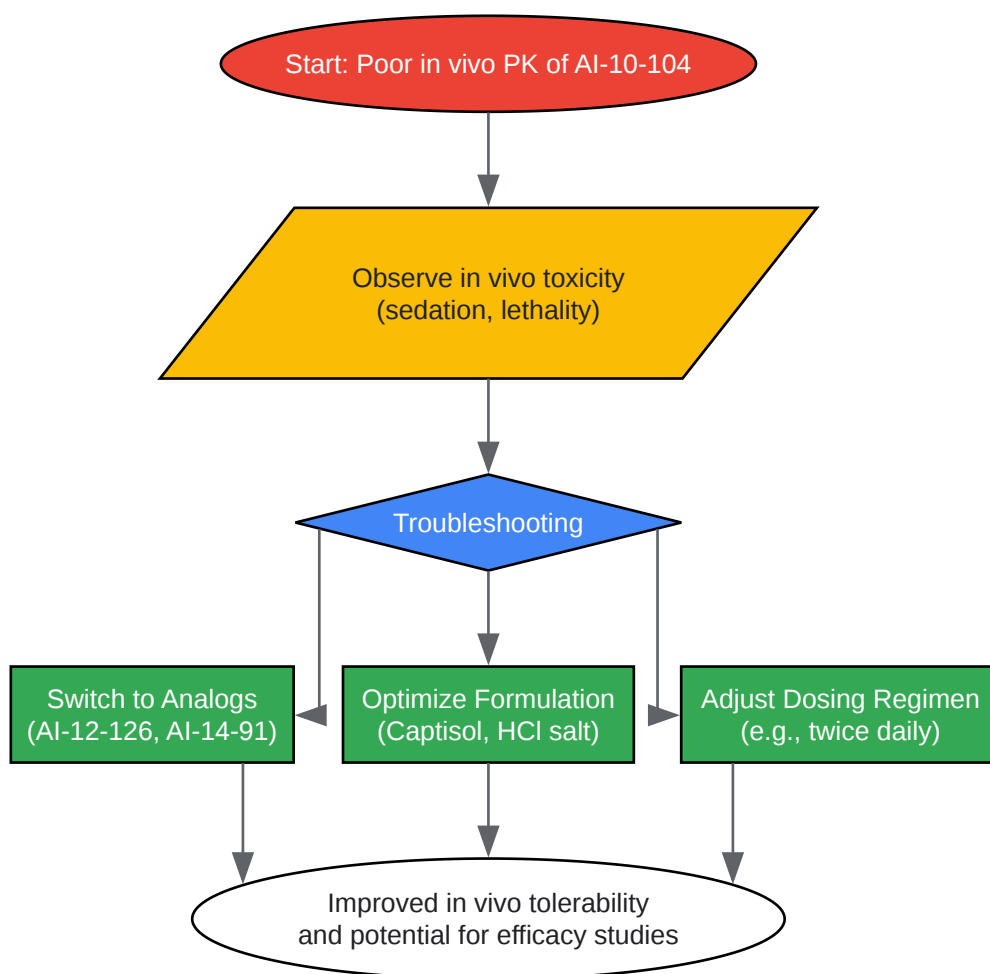 Start: Poor in vivo PK of AI-10-104
Observe in vivo toxicity
(sedation, lethality)
Troubleshooting
Switch to Analogs
(AI-12-126, AI-14-91)
Optimize Formulation
(Captisol, HCl salt)
Adjust Dosing Regimen
(e.g., twice daily)
Improved in vivo tolerability
and potential for efficacy studies